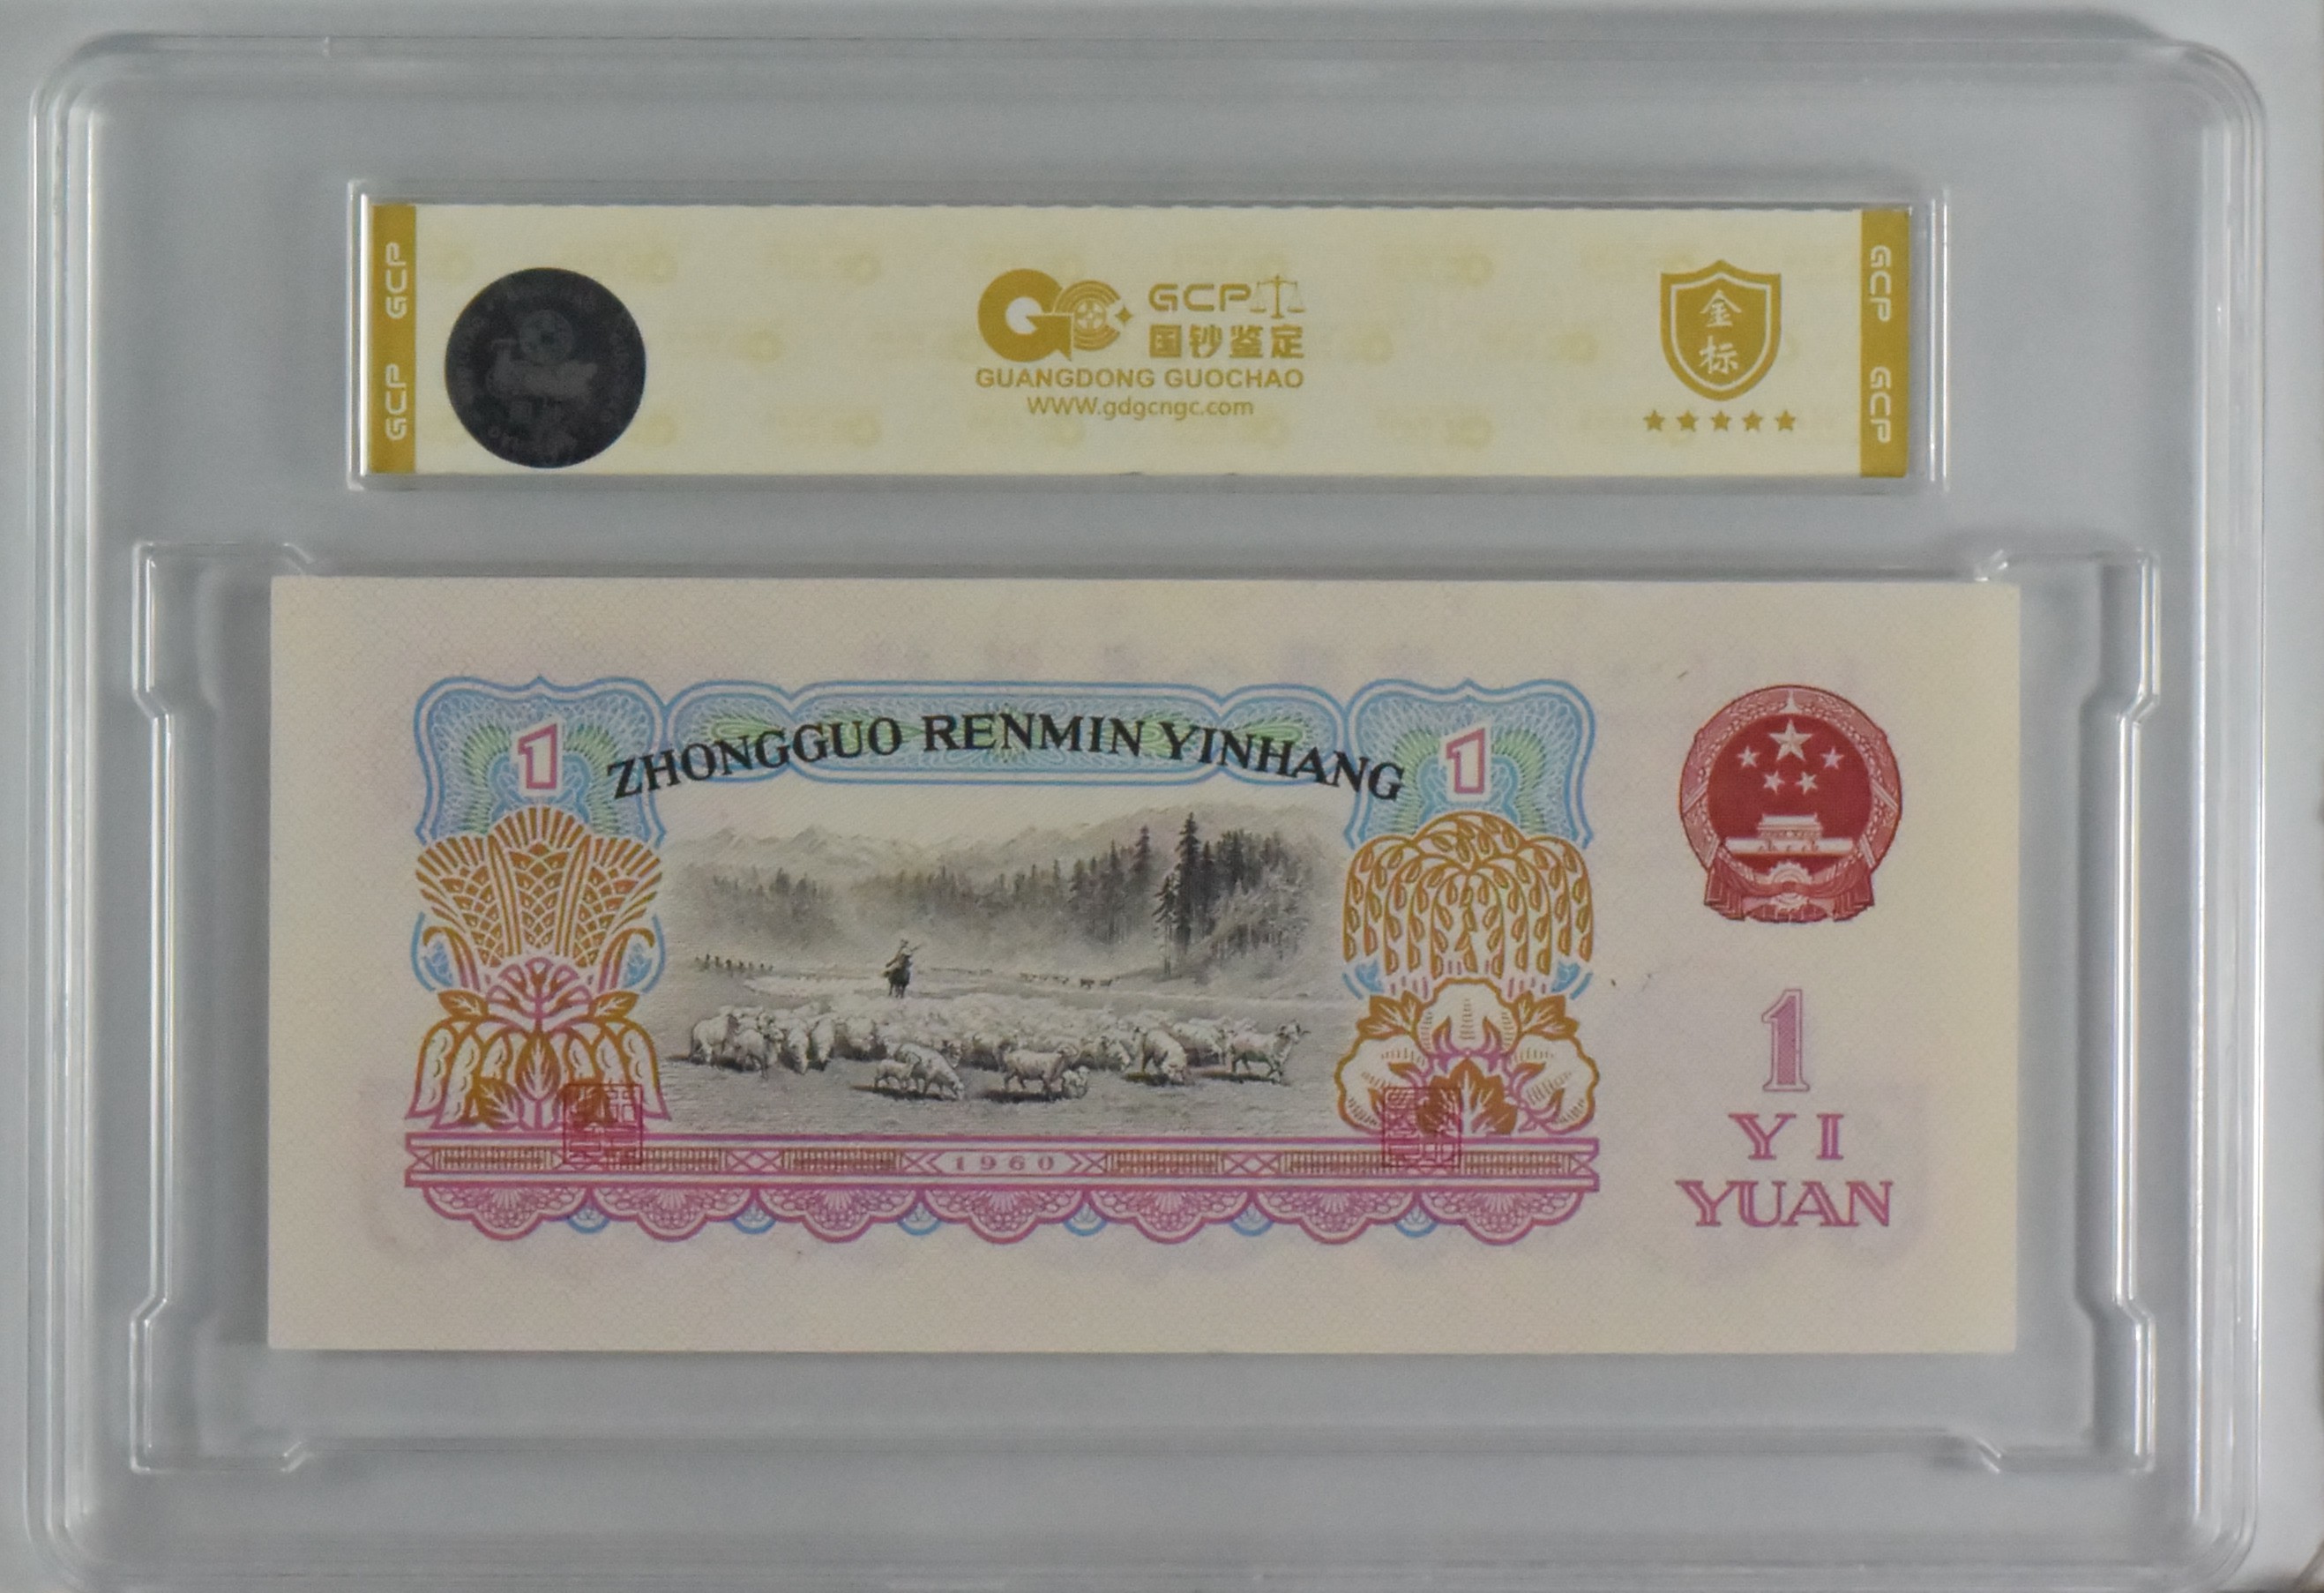 GCP
GCP
GCP
国钞鉴定
GUANGDONG GUOCHAO
WWW.gdgcngc.com
金
标
GCP
GCP
1
ZHONGGUO RENMIN YINHANG
1
1
YI
YUAN
1960